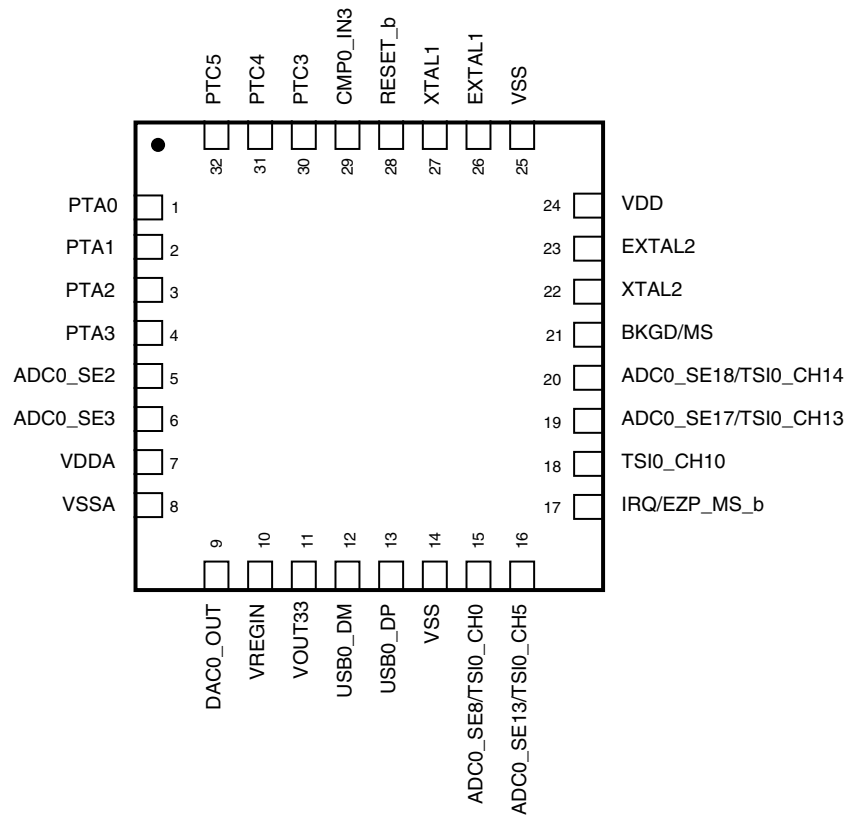 PTC5
PTC4
PTC3
CMP0_IN3
RESET_b
XTAL1
EXTAL1
VSS
32
31
30
29
28
27
26
25
PTA0 1
PTA1 2
PTA2 3
PTA3 4
ADC0_SE2 5
ADC0_SE3 6
VDDA 7
VSSA 8
24 VDD
23 EXTAL2
22 XTAL2
21 BKGD/MS
20 ADC0_SE18/TSI0_CH14
19 ADC0_SE17/TSI0_CH13
18 TSI0_CH10
17 IRQ/EZP_MS_b
9
10
11
12
13
14
15
16
DAC0_OUT
VREGIN
VOUT33
USB0_DM
USB0_DP
VSS
ADC0_SE8/TSI0_CH0
ADC0_SE13/TSI0_CH5